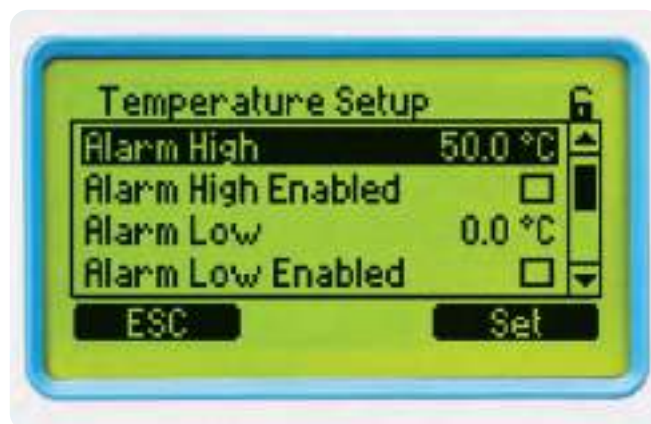 Temperature Setup
Alarm High 50.0 °C
Alarm High Enabled
Alarm Low 0.0 °C
Alarm Low Enabled
ESC Set